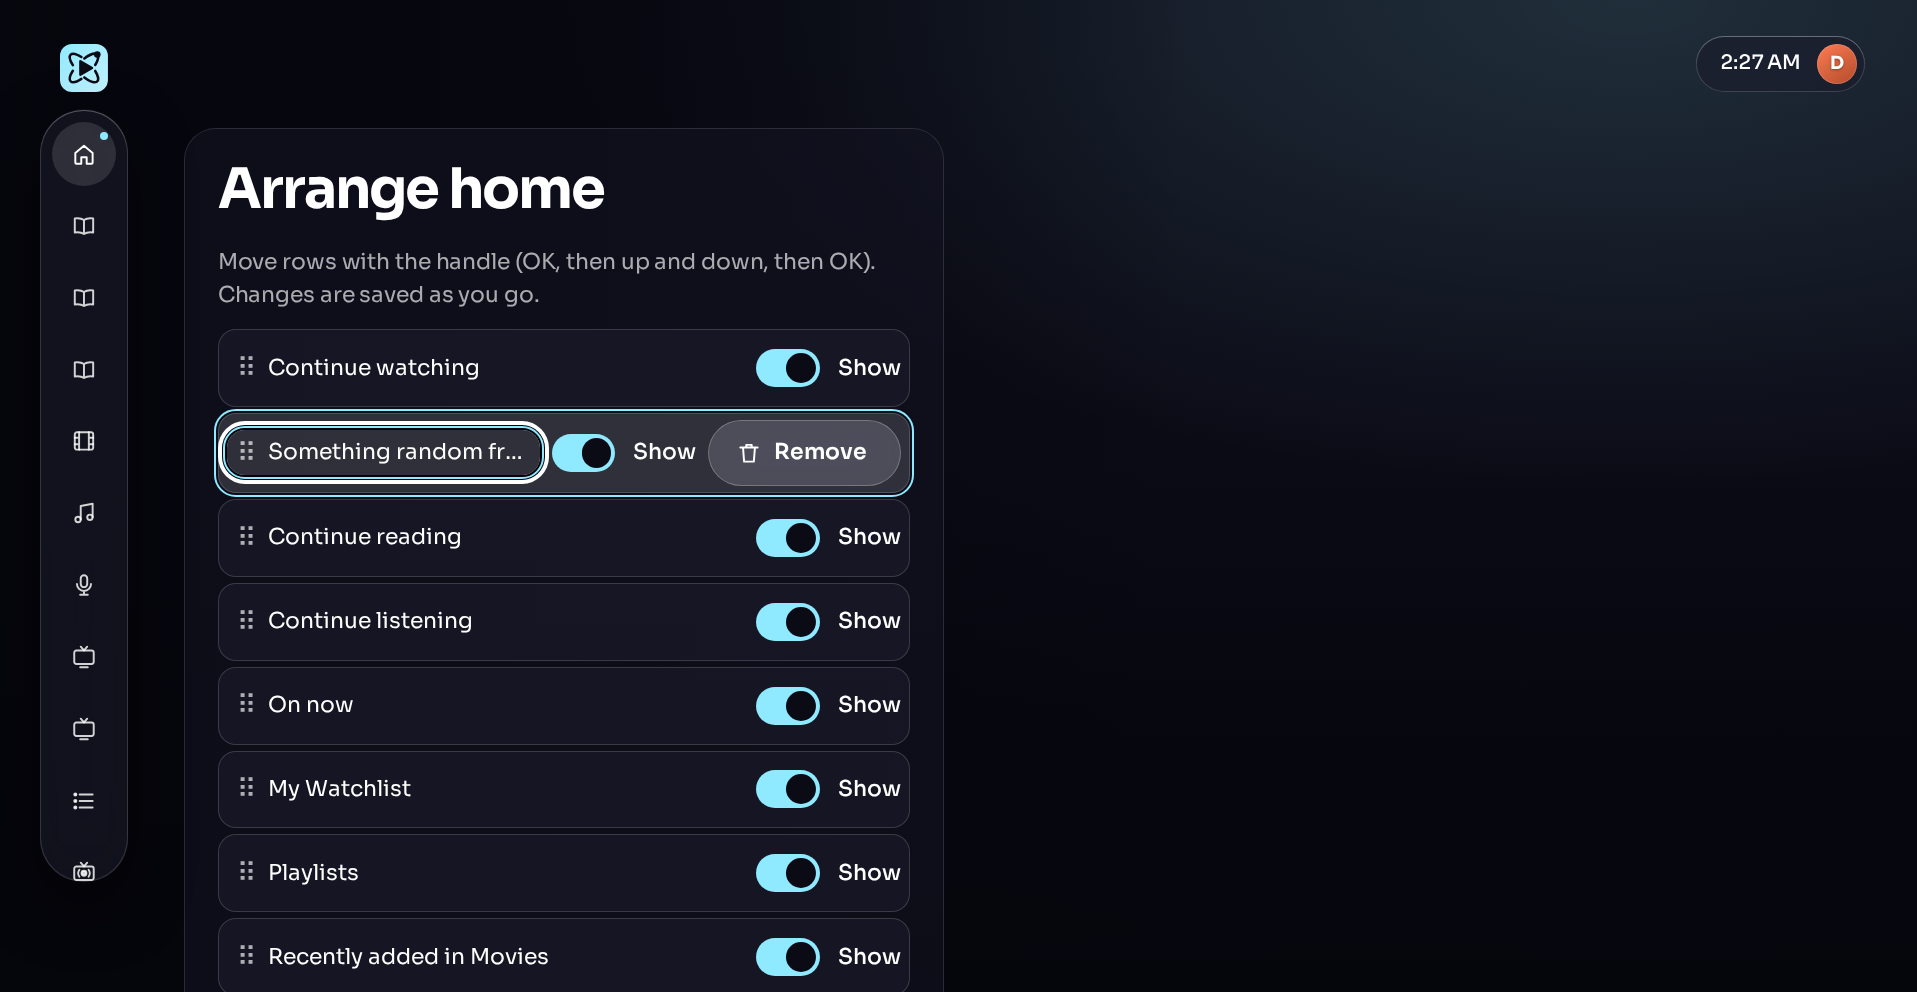 2:27 AM
D
Arrange home
Move rows with the handle (OK, then up and down, then OK).
Changes are saved as you go.
Continue watching
Show
Something random fr...
Show
Remove
Continue reading
Show
Continue listening
Show
On now
Show
My Watchlist
Show
Playlists
Show
Recently added in Movies
Show